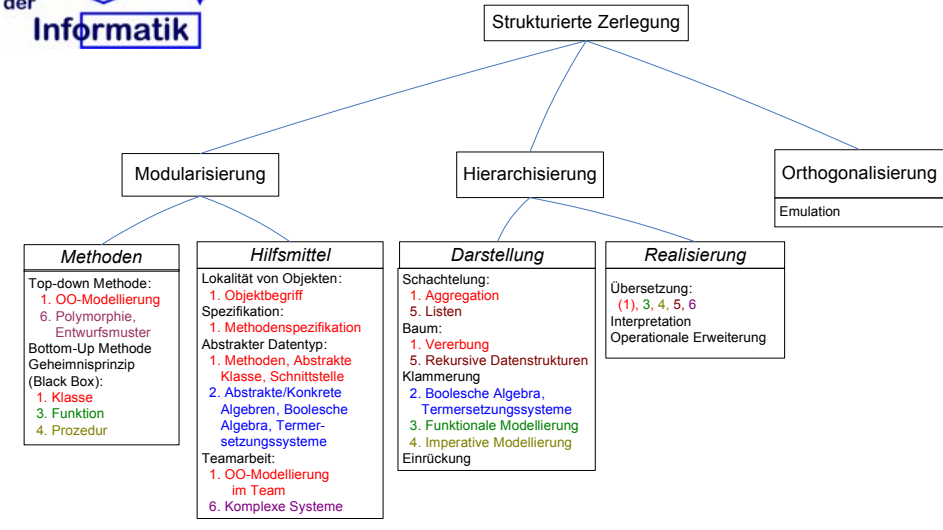 der
Informatik
Strukturierte Zerlegung
Modularisierung
Hierarchisierung
Orthogonalisierung
Emulation
Methoden
Top-down Methode:
1. OO-Modellierung
6. Polymorphie,
Entwurfsmuster
Bottom-Up Methode
Geheimnisprinzip
(Black Box):
1. Klasse
3. Funktion
4. Prozedur
Hilfsmittel
Lokalität von Objekten:
1. Objektbegriff
Spezifikation:
1. Methodenspezifikation
Abstrakter Datentyp:
1. Methoden, Abstrakte
Klasse, Schnittstelle
2. Abstrakte/Konkrete
Algebren, Boolesche
Algebra, Termer-
setzungssysteme
Teamarbeit:
1. OO-Modellierung
im Team
6. Komplexe Systeme
Darstellung
Schachtelung:
1. Aggregation
5. Listen
Baum:
1. Vererbung
5. Rekursive Datenstrukturen
Klammerung
2. Boolesche Algebra,
Termersetzungssysteme
3. Funktionale Modellierung
4. Imperative Modellierung
Einrückung
Realisierung
Übersetzung:
(1), 3, 4, 5, 6
Interpretation
Operationale Erweiterung